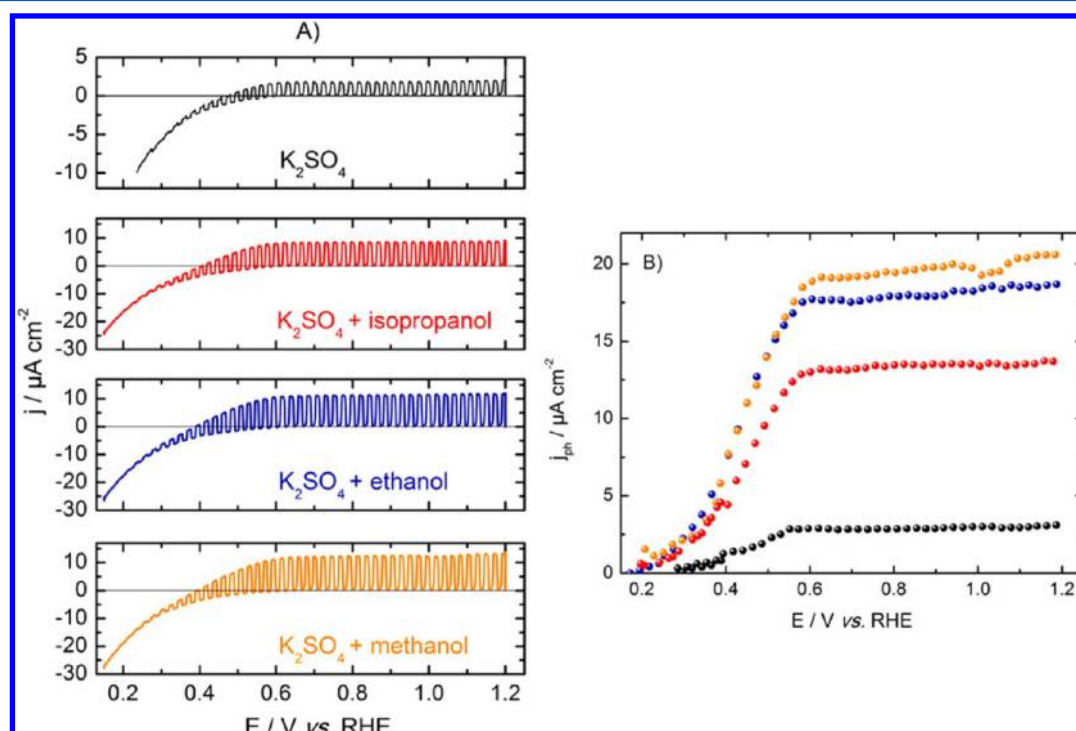 A)
5
0
-5
-10
K₂SO₄
10
0
-10
-20
-30
K₂SO₄ + isopropanol
10
0
-10
-20
-30
K₂SO₄ + ethanol
10
0
-10
-20
-30
K₂SO₄ + methanol
j / µA cm⁻²
0.2 0.4 0.6 0.8 1.0 1.2
E / V vs. RHE
B)
20
15
10
5
0
j_ph / µA cm⁻²
0.2 0.4 0.6 0.8 1.0 1.2
E / V vs. RHE